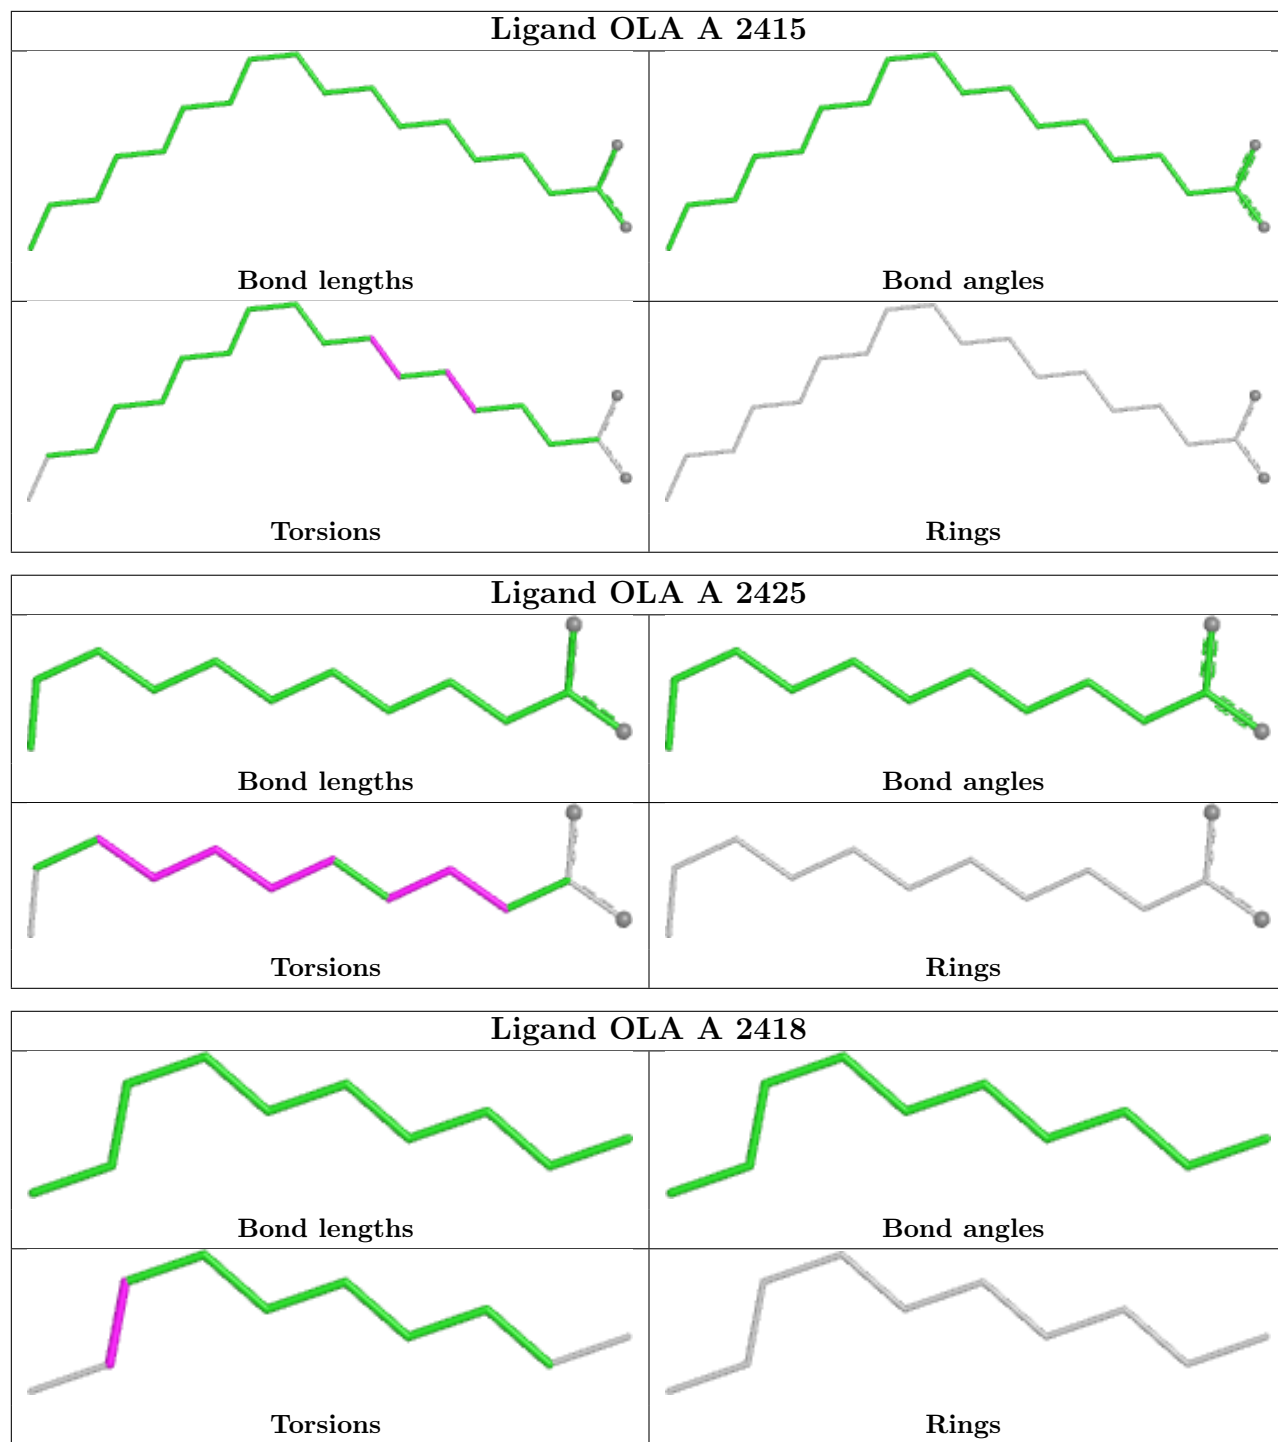 Ligand OLA A 2415
Bond lengths
Bond angles
Torsions
Rings
Ligand OLA A 2425
Bond lengths
Bond angles
Torsions
Rings
Ligand OLA A 2418
Bond lengths
Bond angles
Torsions
Rings